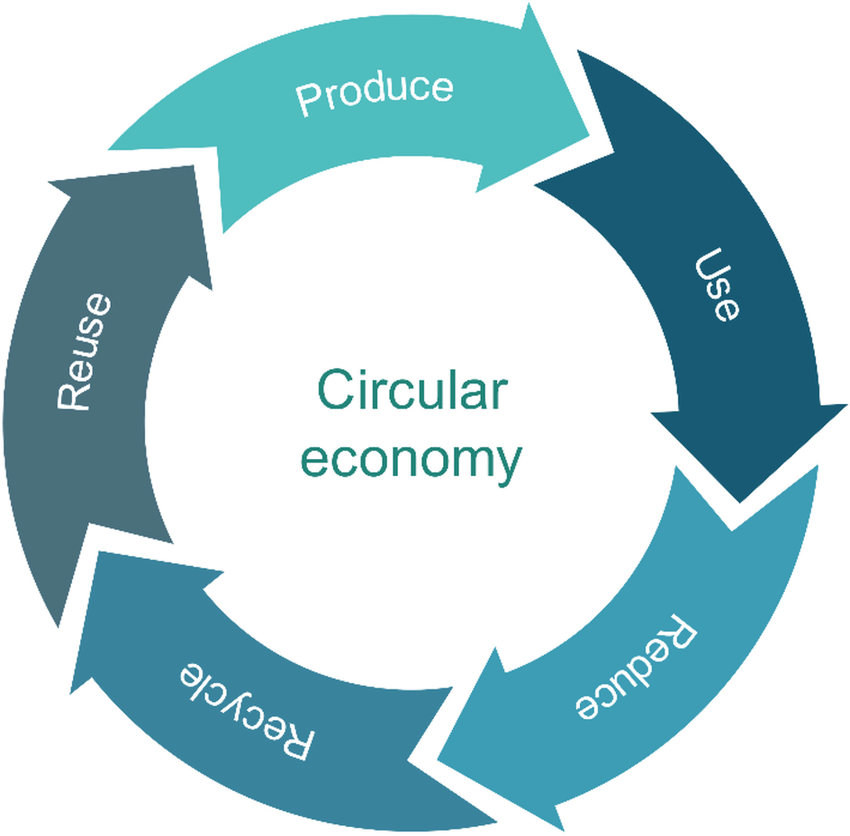 Produce
Use
Reduce
Recycle
Reuse
Circular
economy